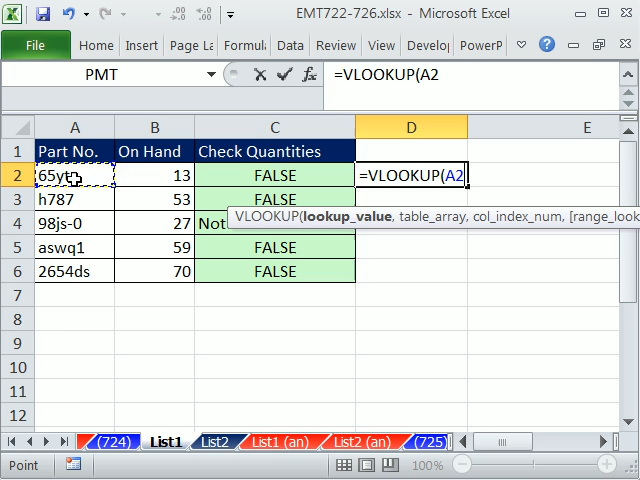 EMT722-726.xlsx - Microsoft Excel
File Home Insert Page La Formula Data Review View Develo PowerP
PMT =VLOOKUP(A2
A B C D E
1 Part No. On Hand Check Quantities
2 65yt 13 FALSE =VLOOKUP(A2
3 h787 53 FALSE
VLOOKUP(lookup_value, table_array, col_index_num, [range_look
4 98js-0 27 Not
5 aswq1 59 FALSE
6 2654ds 70 FALSE
7
8
9
10
11
12
(724) List1 List2 List1 (an) List2 (an) (725)
Point 100%